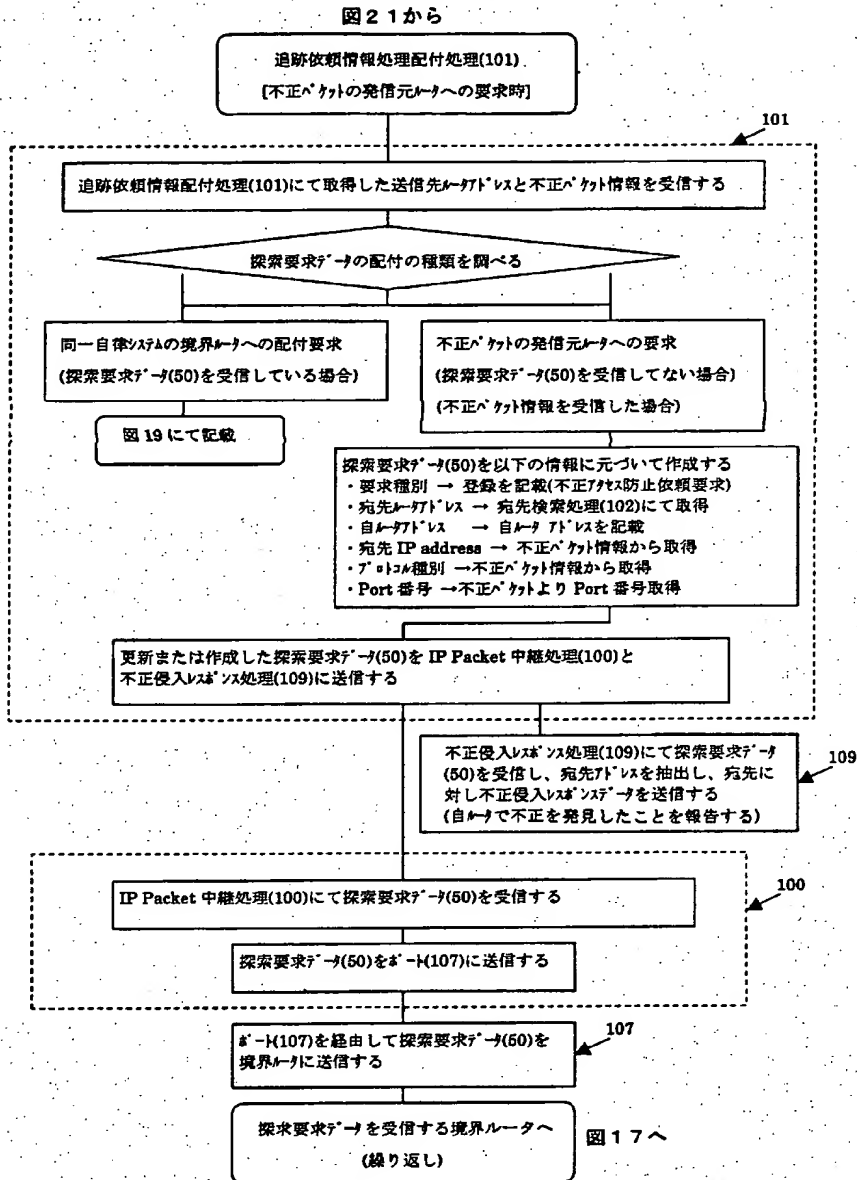 図21から
追跡依頼情報処理配付処理(101)
[不正パケットの発信元ルータへの要求時]
101
追跡依頼情報配付処理(101)にて取得した送信先ルータアドレスと不正パケット情報を受信する
探索要求データの配付の種類を調べる
同一自律システムの境界ルータへの配付要求
(探索要求データ(50)を受信している場合)
不正パケットの発信元ルータへの要求
(探索要求データ(50)を受信してない場合)
(不正パケット情報を受信した場合)
図19にて記載
探索要求データ(50)を以下の情報に元づいて作成する
・要求種別 → 登録を記載(不正アクセス防止依頼要求)
・宛先ルータアドレス → 宛先検索処理(102)にて取得
・自ルータアドレス → 自ルータ アドレスを記載
・宛先 IP address → 不正パケット情報から取得
・プロトコル種別 →不正パケット情報から取得
・Port 番号 →不正パケットより Port 番号取得
更新または作成した探索要求データ(50)を IP Packet 中継処理(100)と
不正侵入レスポンス処理(109)に送信する
不正侵入レスポンス処理(109)にて探索要求データ
(50)を受信し、宛先アドレスを抽出し、宛先に
対し不正侵入レスポンスデータを送信する
(自ルータで不正を発見したことを報告する)
109
IP Packet 中継処理(100)にて探索要求データ(50)を受信する
100
探索要求データ(50)をポート(107)に送信する
ポート(107)を経由して探索要求データ(50)を
境界ルータに送信する
107
探求要求データを受信する境界ルータへ
(繰り返し)
図17へ